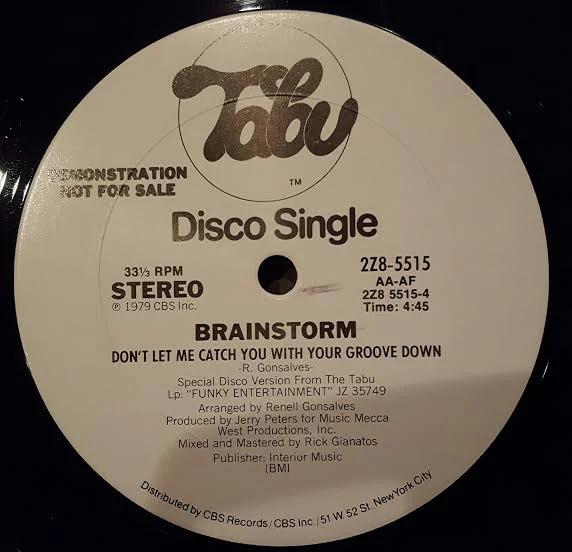 Tabu
TM
DEMONSTRATION
NOT FOR SALE
Disco Single
33⅓ RPM
STEREO
℗ 1979 CBS Inc.
2Z8-5515
AA-AF
2Z8 5515-4
Time: 4:45
BRAINSTORM
DON'T LET ME CATCH YOU WITH YOUR GROOVE DOWN
-R. Gonsalves-
Special Disco Version From The Tabu
Lp: "FUNKY ENTERTAINMENT" JZ 35749
Arranged by Renell Gonsalves
Produced by Jerry Peters for Music Mecca
West Productions, Inc.
Mixed and Mastered by Rick Gianatos
Publisher: Interior Music
(BMI
Distributed by CBS Records/CBS Inc./51 W. 52 St. New York City